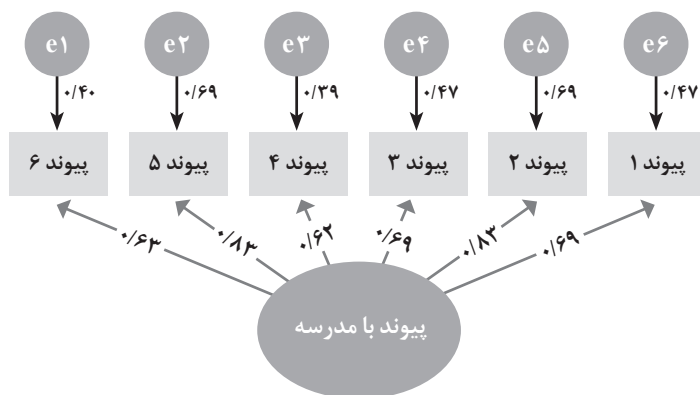 e۱ e۲ e۳ e۴ e۵ e۶
۰/۴۰ ۰/۶۹ ۰/۳۹ ۰/۴۷ ۰/۶۹ ۰/۴۷
پیوند ۶
پیوند ۵
پیوند ۴
پیوند ۳
پیوند ۲
پیوند ۱
۰/۶۳ ۰/۸۳ ۰/۶۲ ۰/۶۹ ۰/۸۳ ۰/۶۹
پیوند با مدرسه